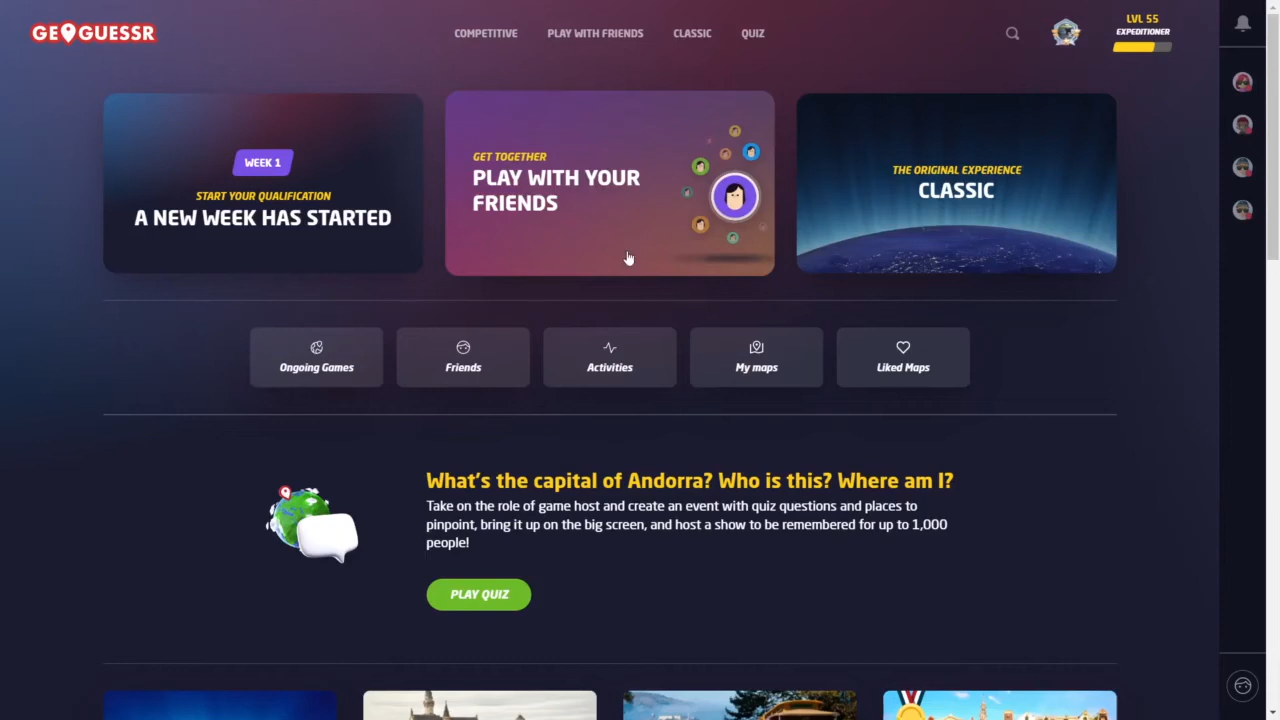 GEOGUESSR
COMPETITIVE
PLAY WITH FRIENDS
CLASSIC
QUIZ
LVL 55
EXPEDITIONER
WEEK 1
START YOUR QUALIFICATION
A NEW WEEK HAS STARTED
GET TOGETHER
PLAY WITH YOUR
FRIENDS
THE ORIGINAL EXPERIENCE
CLASSIC
Ongoing Games
Friends
Activities
My maps
Liked Maps
What's the capital of Andorra? Who is this? Where am I?
Take on the role of game host and create an event with quiz questions and places to
pinpoint, bring it up on the big screen, and host a show to be remembered for up to 1,000
people!
PLAY QUIZ